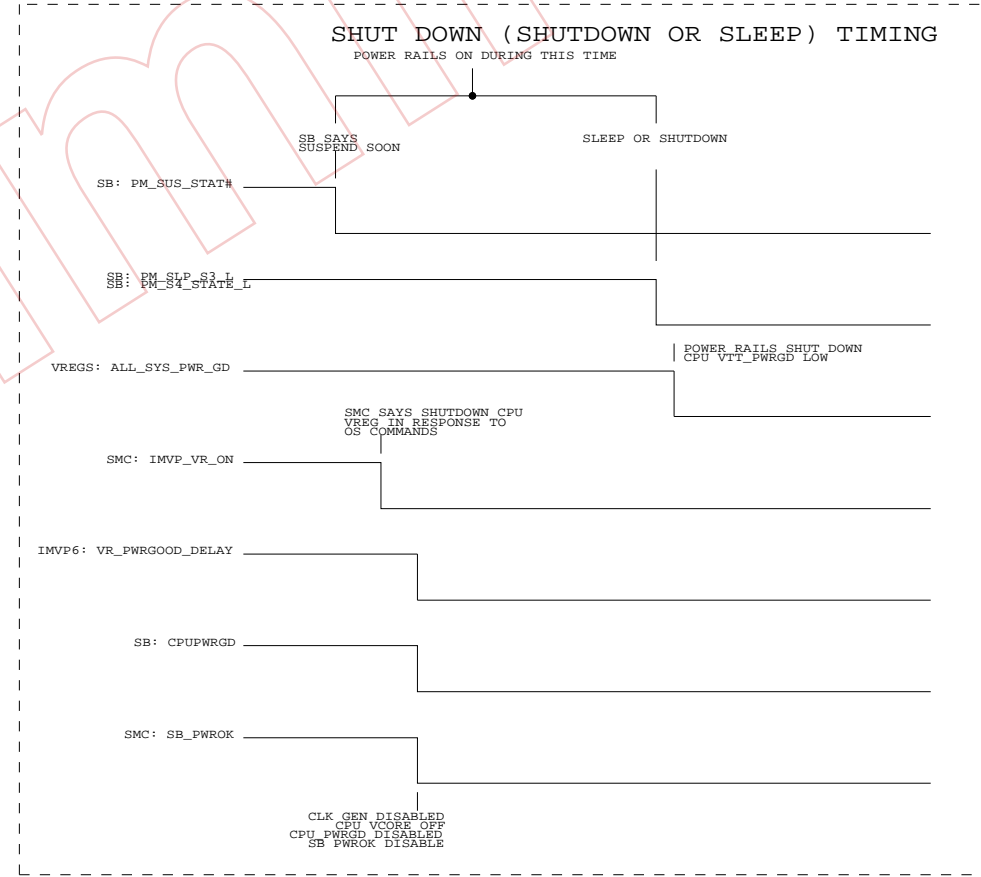 SHUT DOWN (SHUTDOWN OR SLEEP) TIMING
POWER RAILS ON DURING THIS TIME
SB SAYS
SUSPEND SOON
SLEEP OR SHUTDOWN
SB: PM_SUS_STAT#
SB: PM_SLP_S3_L
SB: PM_S4_STATE_L
POWER RAILS SHUT DOWN
CPU VTT_PWRGD LOW
VREGS: ALL_SYS_PWR_GD
SMC SAYS SHUTDOWN CPU
VREG IN RESPONSE TO
OS COMMANDS
SMC: IMVP_VR_ON
IMVP6: VR_PWRGOOD_DELAY
SB: CPUPWRGD
SMC: SB_PWROK
CLK GEN DISABLED
CPU VCORE OFF
CPU_PWRGD DISABLED
SB PWROK DISABLE